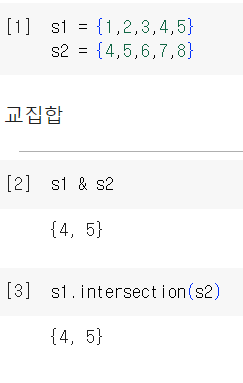 [1] s1 = {1,2,3,4,5}
s2 = {4,5,6,7,8}
교집합
[2] s1 & s2
{4, 5}
[3] s1.intersection(s2)
{4, 5}